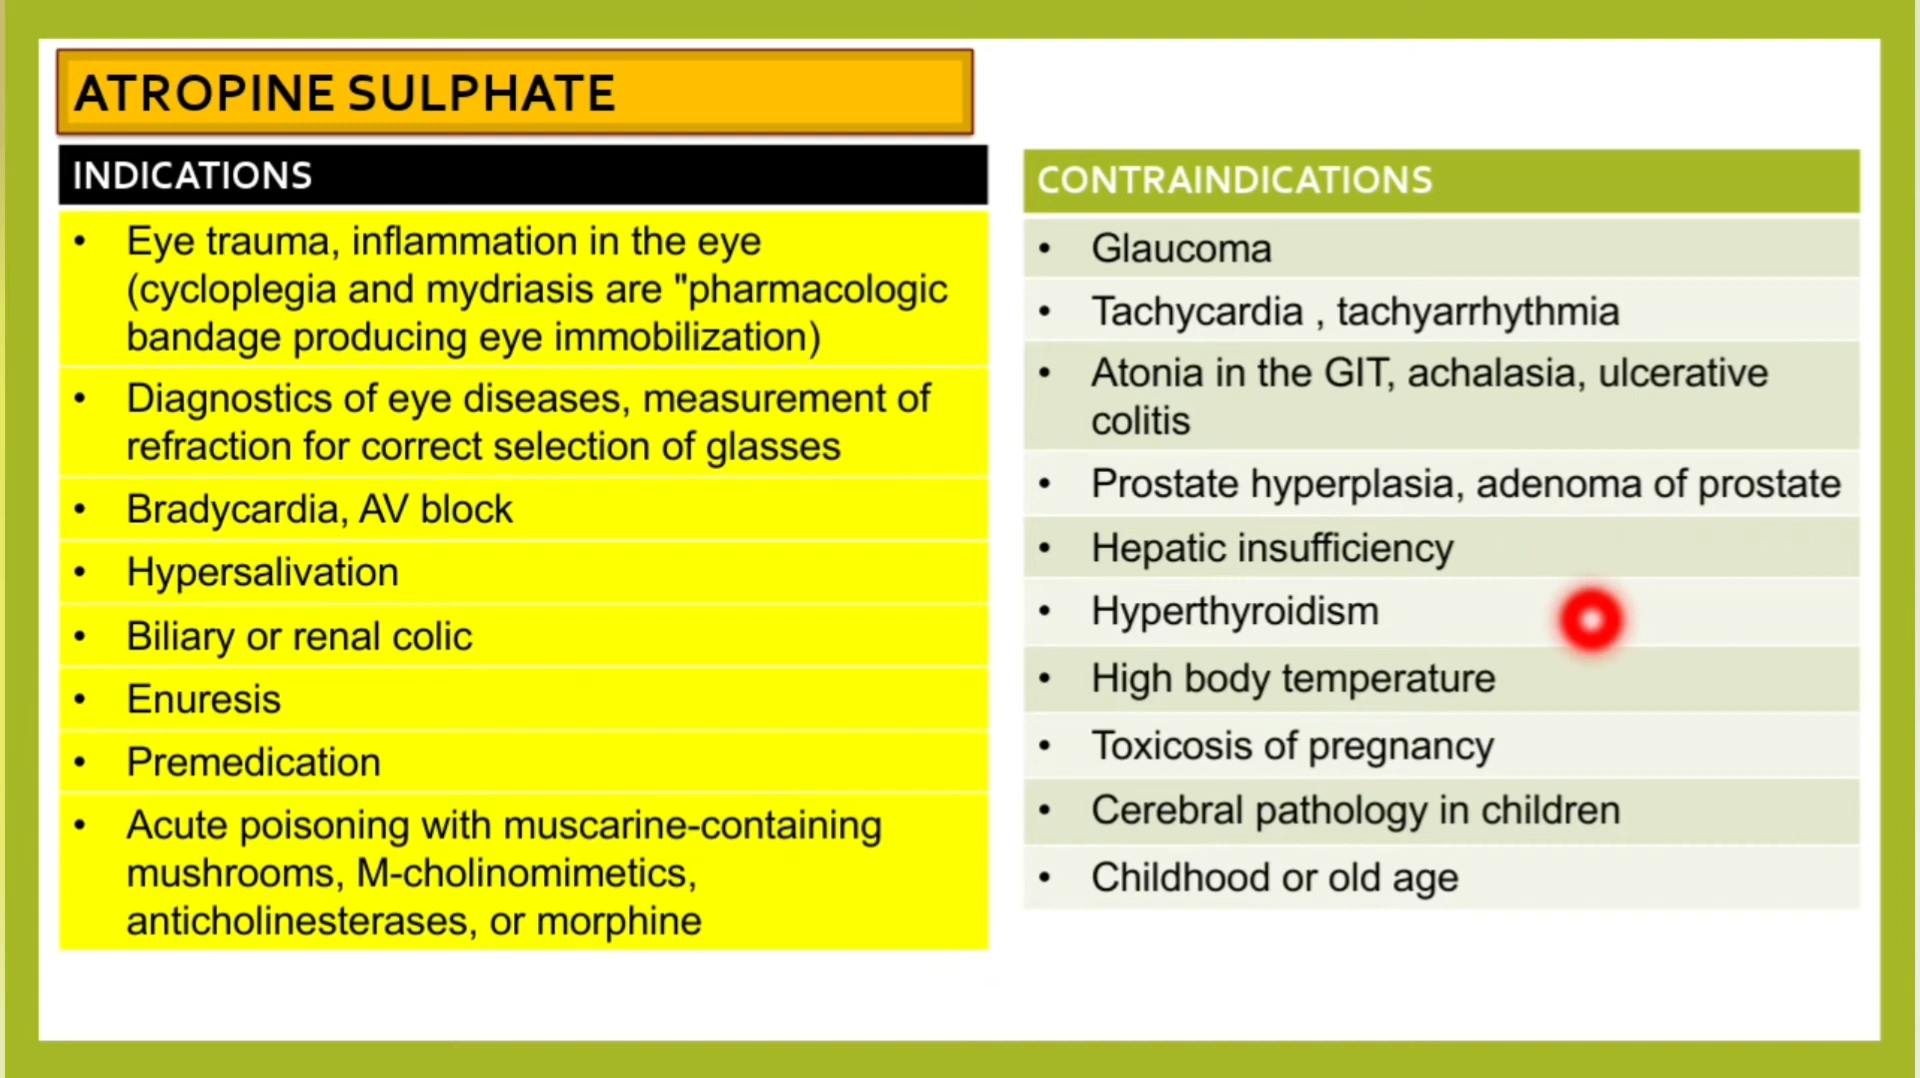 ATROPINE SULPHATE
INDICATIONS
• Eye trauma, inflammation in the eye
(cycloplegia and mydriasis are "pharmacologic
bandage producing eye immobilization)
• Diagnostics of eye diseases, measurement of
refraction for correct selection of glasses
• Bradycardia, AV block
• Hypersalivation
• Biliary or renal colic
• Enuresis
• Premedication
• Acute poisoning with muscarine-containing
mushrooms, M-cholinomimetics,
anticholinesterases, or morphine
CONTRAINDICATIONS
• Glaucoma
• Tachycardia , tachyarrhythmia
• Atonia in the GIT, achalasia, ulcerative
colitis
• Prostate hyperplasia, adenoma of prostate
• Hepatic insufficiency
• Hyperthyroidism
• High body temperature
• Toxicosis of pregnancy
• Cerebral pathology in children
• Childhood or old age